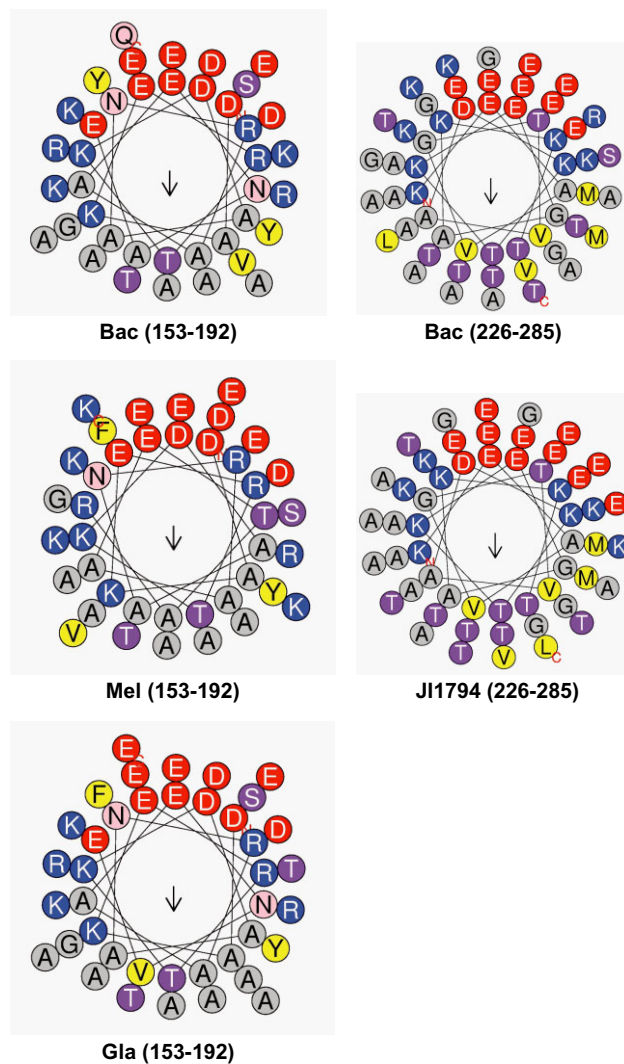 Q
E E D S E
Y N E E D D D
K E R
R K R K
K A N R
A G K A Y
A A A T A A V A
T A A
Bac (153-192)
G
K E E E E
K G D E E E T E R
T K G K K E
G A K K K S
A A K A M A
L A A G T M
A T V T T V G A
A T T V T
A A
Bac (226-285)
K E E D E
F E E D D E
K N R D
G R R
K K T S
A A A R
V A K A A Y K
T A A T A A
A A
Mel (153-192)
G E E G E
T K E D E E E T E
A K K G K E E
A A K K K E
A A K A M K
T A A G M A
A T V T T V G T
T T G L
T V
JI1794 (226-285)
E E E D S E
F N E E D D D
K E R
R K R T
K A N R
A G K A Y
A A V T A A A A
T A A
Gla (153-192)